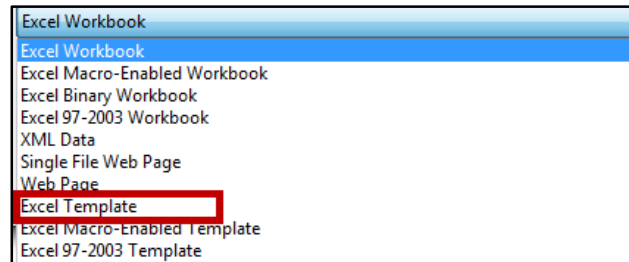 Excel Workbook
Excel Workbook
Excel Macro-Enabled Workbook
Excel Binary Workbook
Excel 97-2003 Workbook
XML Data
Single File Web Page
Web Page
Excel Template
Excel Macro-Enabled Template
Excel 97-2003 Template